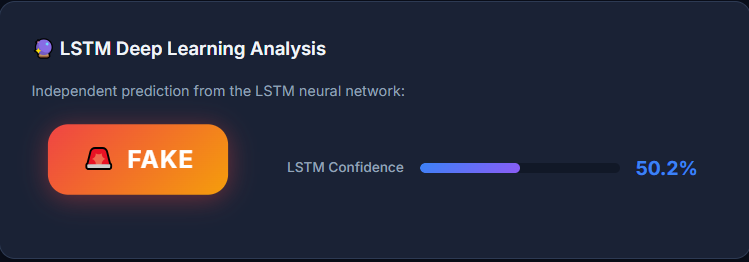 LSTM Deep Learning Analysis
Independent prediction from the LSTM neural network:
FAKE
LSTM Confidence
50.2%